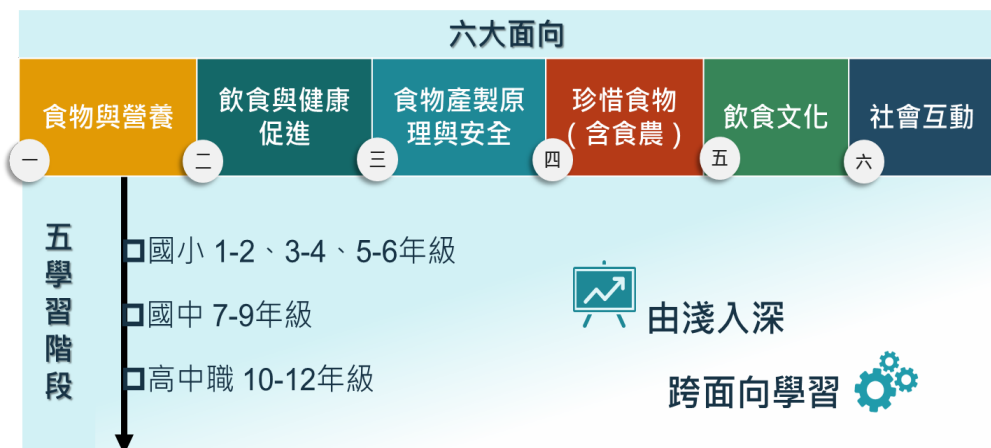 六大面向
食物與營養
一
飲食與健康
促進
二
食物產製原
理與安全
三
珍惜食物
(含食農)
四
飲食文化
五
社會互動
六
五
學
習
階
段
國小 1-2、3-4、5-6年級
國中 7-9年級
高中職 10-12年級
由淺入深
跨面向學習